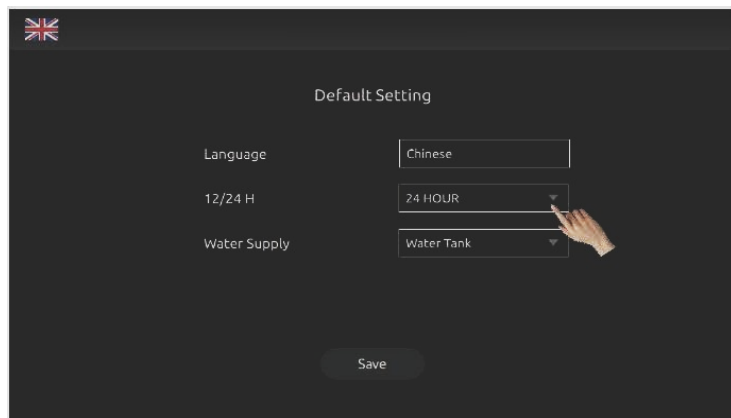 Default Setting
Language Chinese
12/24 H 24 HOUR
Water Supply Water Tank
Save